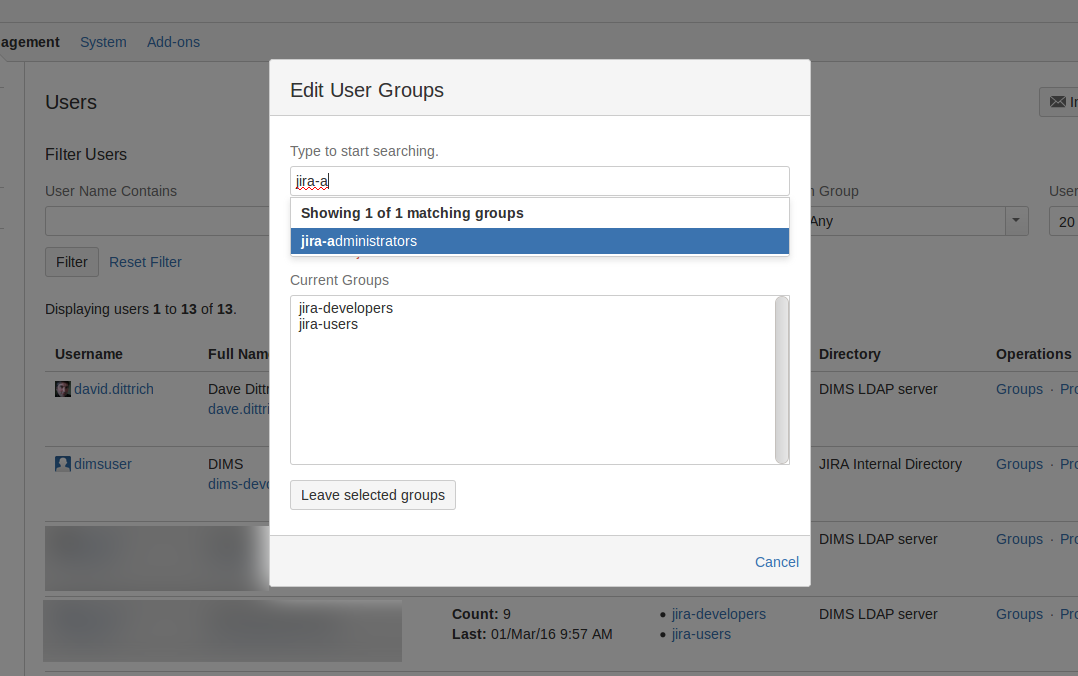 agement System Add-ons
Users
Filter Users
User Name Contains
Filter Reset Filter
Displaying users 1 to 13 of 13.
Username Full Nam
david.dittrich Dave Dittr
dave.dittri
dimsuser DIMS
dims-devo
Edit User Groups
Type to start searching.
jira-a
Showing 1 of 1 matching groups
jira-administrators
Current Groups
jira-developers
jira-users
Leave selected groups
Cancel
Group User
Any 20
Directory Operations
DIMS LDAP server Groups · Pro
JIRA Internal Directory Groups · Pro
DIMS LDAP server Groups · Pro
Count: 9 • jira-developers DIMS LDAP server Groups · Pro
Last: 01/Mar/16 9:57 AM • jira-users